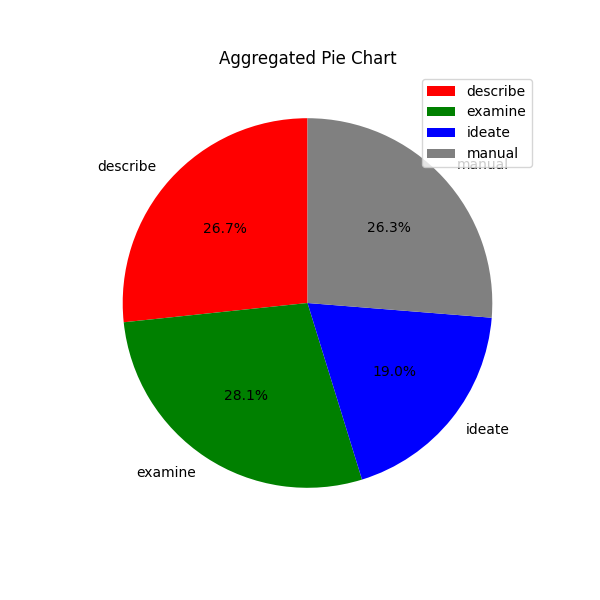 Aggregated Pie Chart
describe
examine
ideate
manual
describe
manual
26.7%
26.3%
19.0%
28.1%
ideate
examine